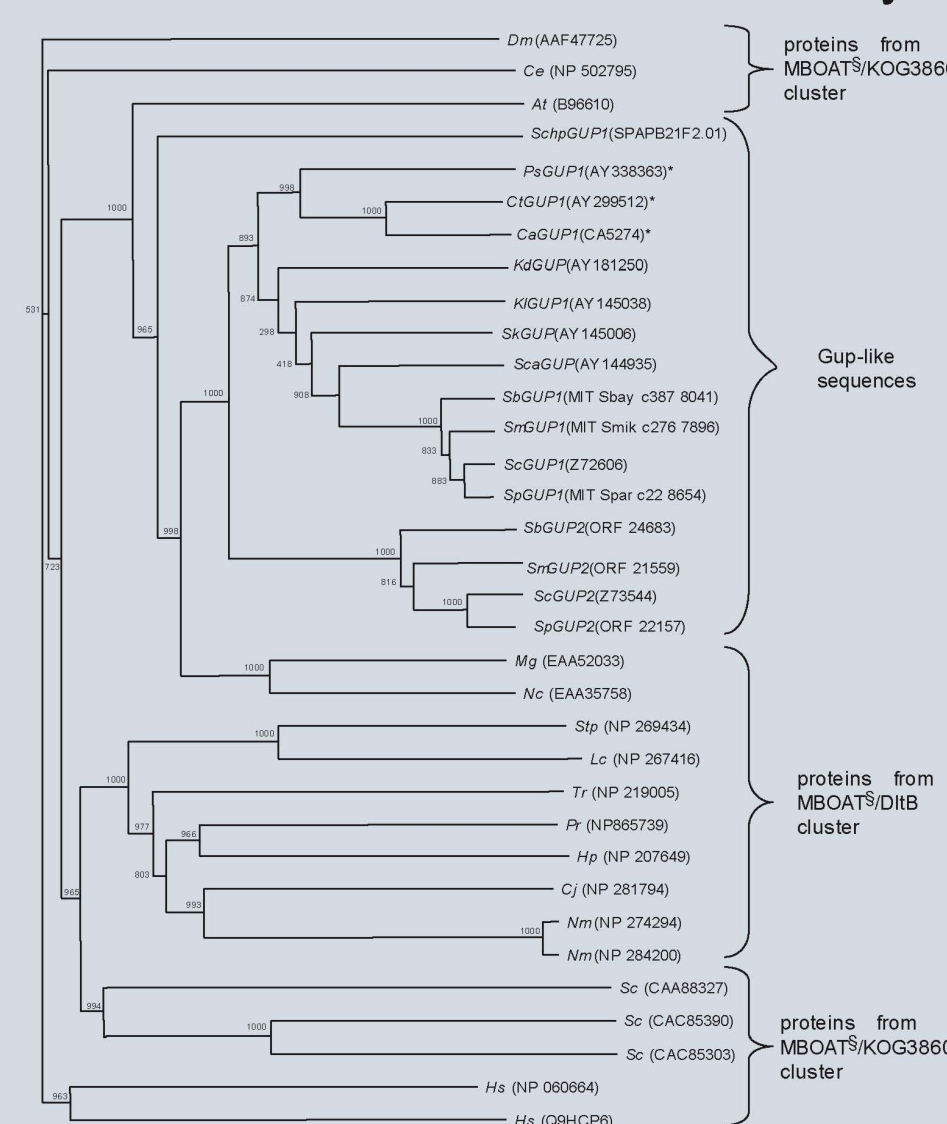 Dm (AAF47725)
Ce (NP 502795)
At (B96610)
SchpGUP1(SPAPB21F2.01)
PsGUP1(AY338363)*
CtGUP1(AY299512)*
CaGUP1(CA5274)*
KdGUP(AY181250)
KlGUP1(AY145038)
SkGUP(AY145006)
ScaGUP(AY144935)
SbGUP1(MIT Sbay c387 8041)
SmGUP1(MIT Smik c276 7896)
ScGUP1(Z72606)
SpGUP1(MIT Spar c22 8654)
SbGUP2(ORF 24683)
SmGUP2(ORF 21559)
ScGUP2(Z73544)
SpGUP2(ORF 22157)
Mg (EAA52033)
Nc (EAA35758)
Stp (NP 269434)
Lc (NP 267416)
Tr (NP 219005)
Pr (NP865739)
Hp (NP 207649)
Cj (NP 281794)
Nm (NP 274294)
Nm (NP 284200)
Sc (CAA88327)
Sc (CAC85390)
Sc (CAC85303)
Hs (NP 060664)
Hs (Q9HCP6)
proteins from
MBOAT§/KOG3860
cluster
Gup-like
sequences
proteins from
MBOAT§/DltB
cluster
proteins from
MBOAT§/KOG3860
cluster
998
1000
1000
893
874
531
965
298
418
1000
908
1000
833
883
998
1000
816
723
1000
1000
1000
1000
977
966
803
965
993
1000
994
1000
963